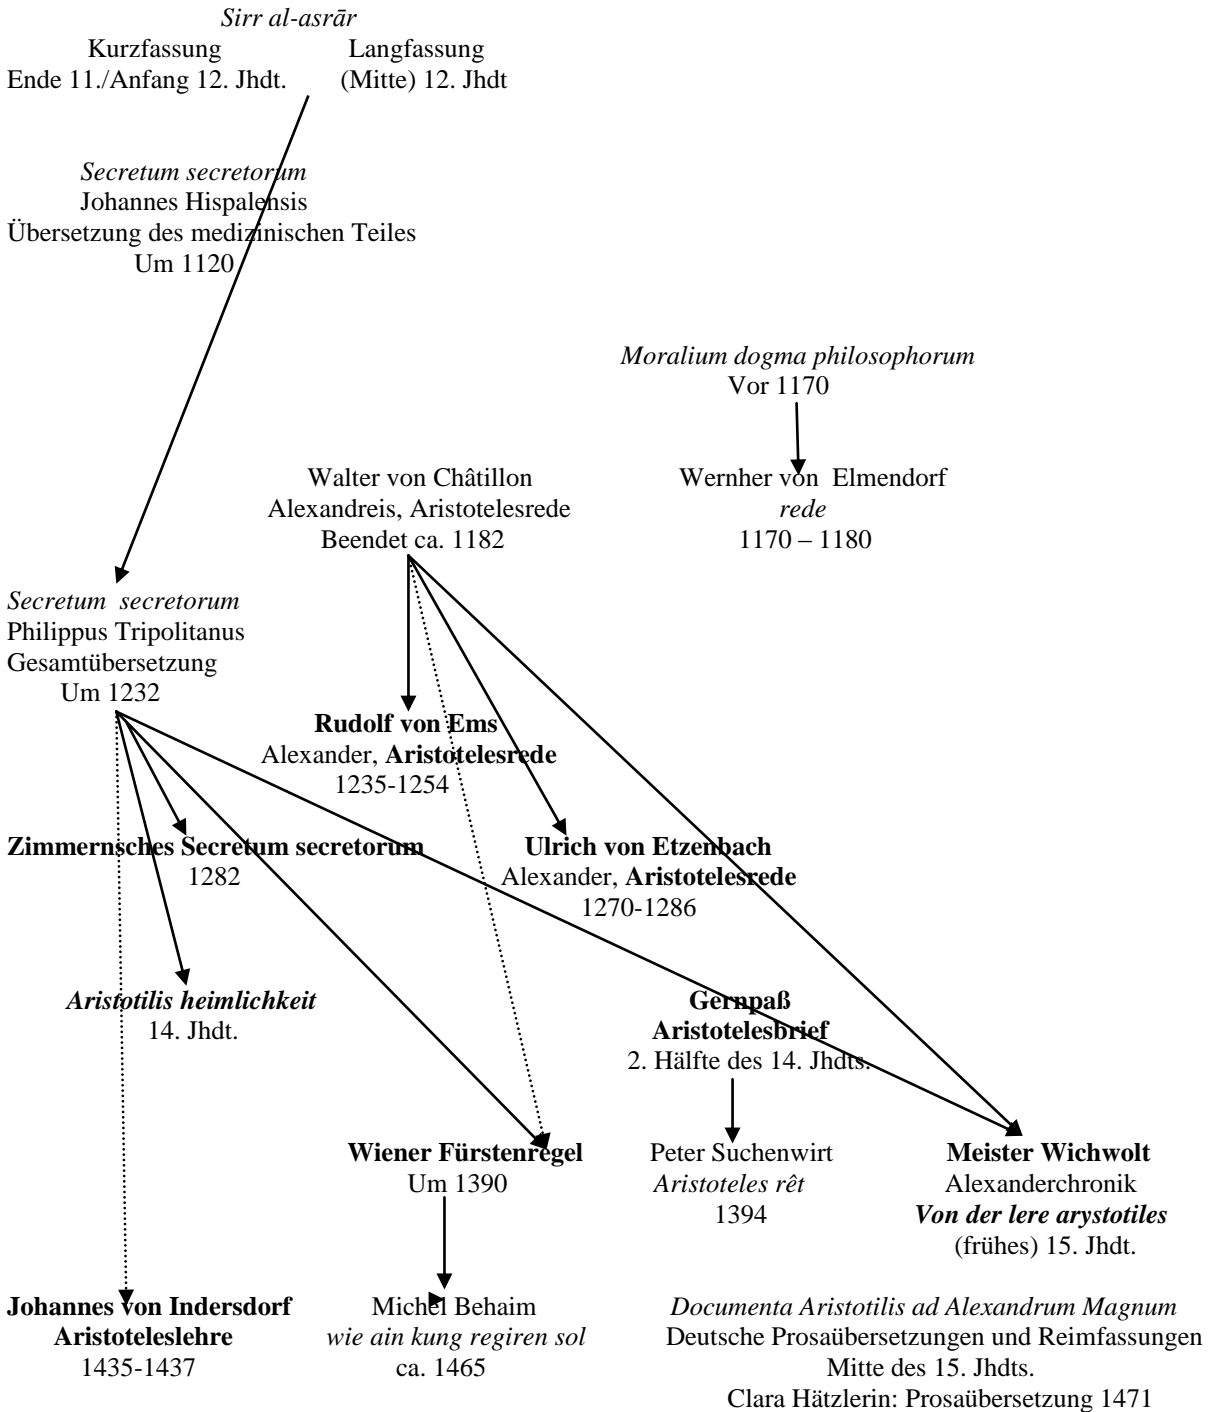 Sirr al-asrār
Kurzfassung
Ende 11./Anfang 12. Jhdt.
Langfassung
(Mitte) 12. Jhdt
Secretum secretorum
Johannes Hispalensis
Übersetzung des medizinischen Teiles
Um 1120
Moralium dogma philosophorum
Vor 1170
Walter von Châtillon
Alexandreis, Aristotelesrede
Beendet ca. 1182
Wernher von Elmendorf
rede
1170 – 1180
Secretum secretorum
Philippus Tripolitanus
Gesamtübersetzung
Um 1232
Rudolf von Ems
Alexander, Aristotelesrede
1235-1254
Zimmernsches Secretum secretorum
1282
Ulrich von Etzenbach
Alexander, Aristotelesrede
1270-1286
Aristotilis heimlichkeit
14. Jhdt.
Gernpaß
Aristotelesbrief
2. Hälfte des 14. Jhdts.
Wiener Fürstenregel
Um 1390
Peter Suchenwirt
Aristoteles rêt
1394
Meister Wichwolt
Alexanderchronik
Von der lere arystotiles
(frühes) 15. Jhdt.
Johannes von Indersdorf
Aristoteleslehre
1435-1437
Michel Behaim
wie ain kung regiren sol
ca. 1465
Documenta Aristotilis ad Alexandrum Magnum
Deutsche Prosaübersetzungen und Reimfassungen
Mitte des 15. Jhdts.
Clara Hätzlerin: Prosaübersetzung 1471